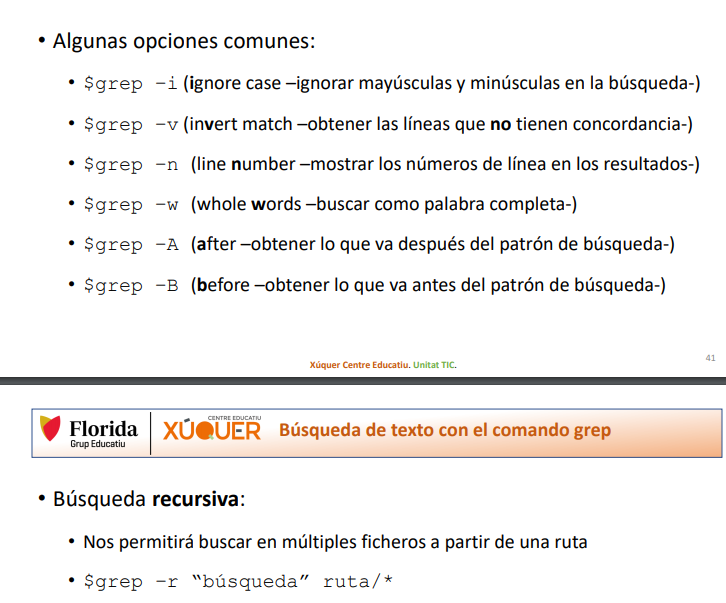 • Algunas opciones comunes:
• $grep –i (ignore case –ignorar mayúsculas y minúsculas en la búsqueda-)
• $grep –v (invert match –obtener las líneas que no tienen concordancia-)
• $grep –n (line number –mostrar los números de línea en los resultados-)
• $grep –w (whole words –buscar como palabra completa-)
• $grep –A (after –obtener lo que va después del patrón de búsqueda-)
• $grep –B (before –obtener lo que va antes del patrón de búsqueda-)
Xúquer Centre Educatiu. Unitat TIC.
41
Florida
Grup Educatiu
CENTRE EDUCATIU
XÚQUER
Búsqueda de texto con el comando grep
• Búsqueda recursiva:
• Nos permitirá buscar en múltiples ficheros a partir de una ruta
• $grep –r “búsqueda” ruta/*